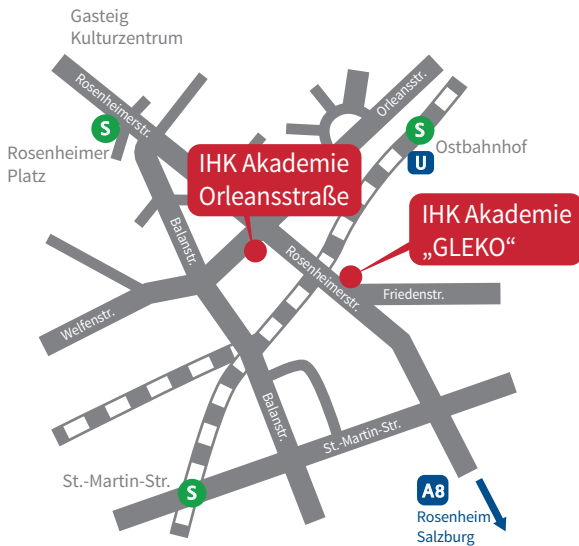 Gasteig
Kulturzentrum
Rosenheimerstr.
Orleansstr.
S
S
Rosenheimer
Platz
Ostbahnhof
U
IHK Akademie
Orleansstraße
IHK Akademie
„GLEKO“
Balanstr.
Rosenheimerstr.
Friedenstr.
Welfenstr.
Balanstr.
St.-Martin-Str.
St.-Martin-Str.
S
A8
Rosenheim
Salzburg